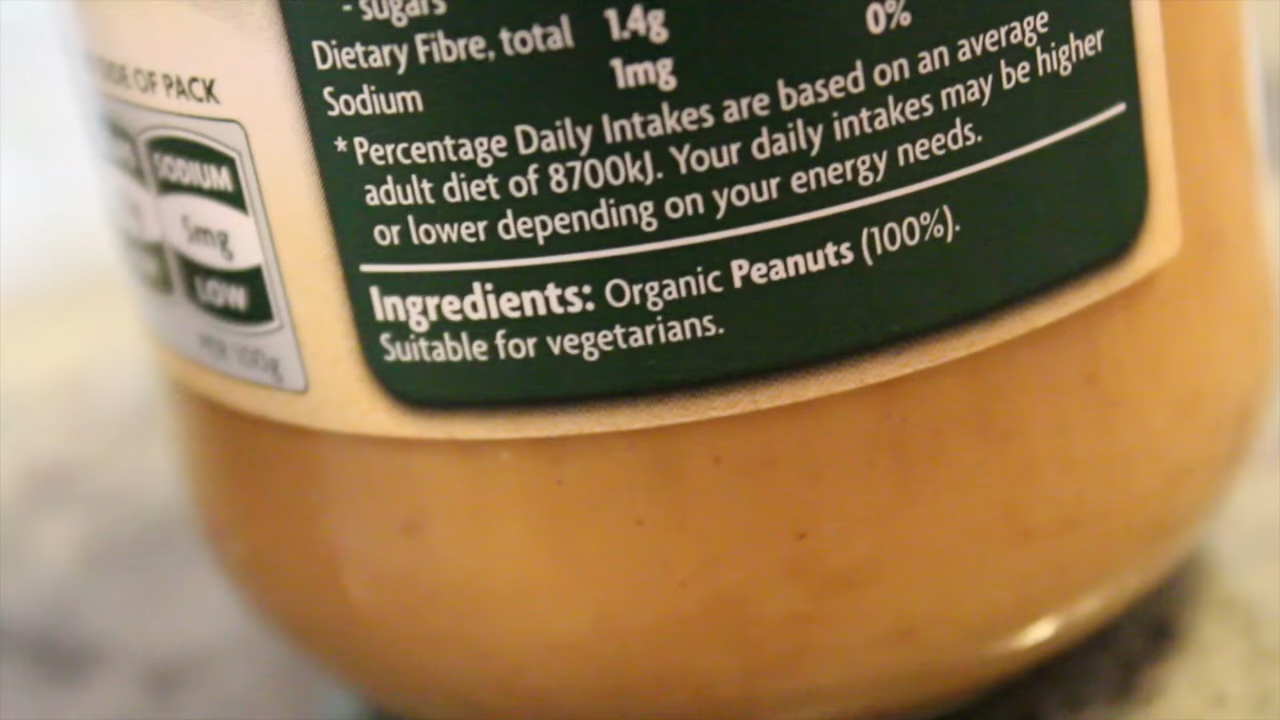 - sugars
Dietary Fibre, total 1.4g
Sodium 1mg 0%
* Percentage Daily Intakes are based on an average
adult diet of 8700kJ. Your daily intakes may be higher
or lower depending on your energy needs.
Ingredients: Organic Peanuts (100%).
Suitable for vegetarians.
OF PACK
SODIUM
5mg
LOW
PER 100g